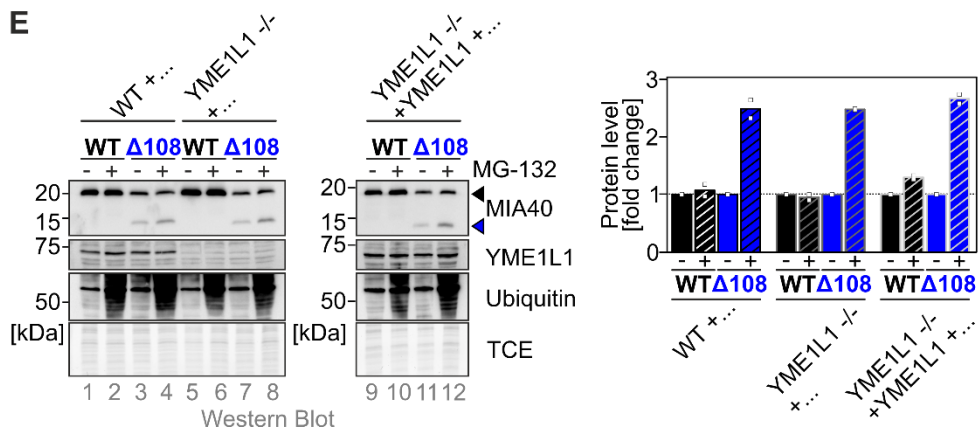 E
WT +...
YME1L1 -/-
+...
YME1L1 -/-
+YME1L1 +...
WT Δ108 WT Δ108 WT Δ108
- + - + - + - + - + - + MG-132
20 20
MIA40
15 15
75 75 YME1L1
50 50 Ubiquitin
[kDa] [kDa]
TCE
1 2 3 4 5 6 7 8 9 10 11 12
Western Blot
Protein level
[fold change]
3
2
1
0
- + - + - + - + - + - +
WT Δ108 WT Δ108 WT Δ108
WT +...
YME1L1 -/-
+...
YME1L1 -/-
+YME1L1 +...